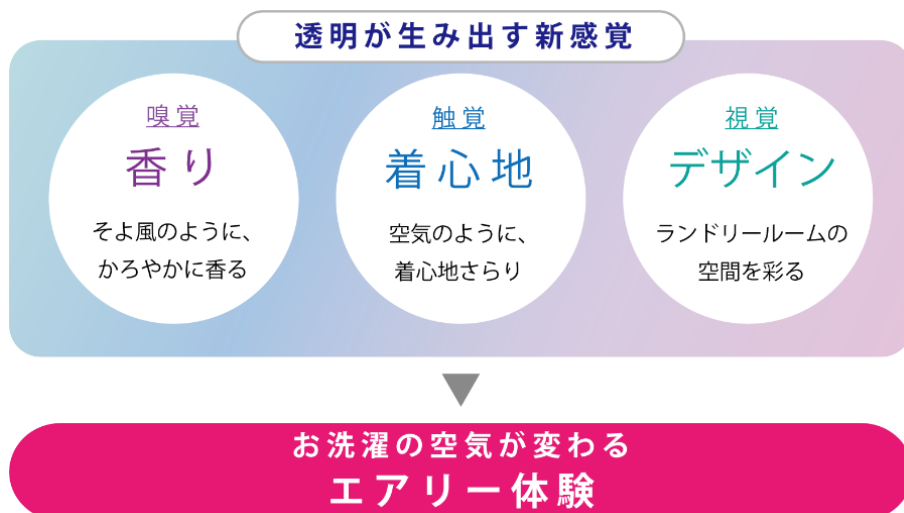 透明が生み出す新感覚
嗅覚
香り
そよ風のように、
かろやかに香る
触覚
着心地
空気のように、
着心地さらり
視覚
デザイン
ランドリールームの
空間を彩る
お洗濯の空気が変わる
エアリー体験